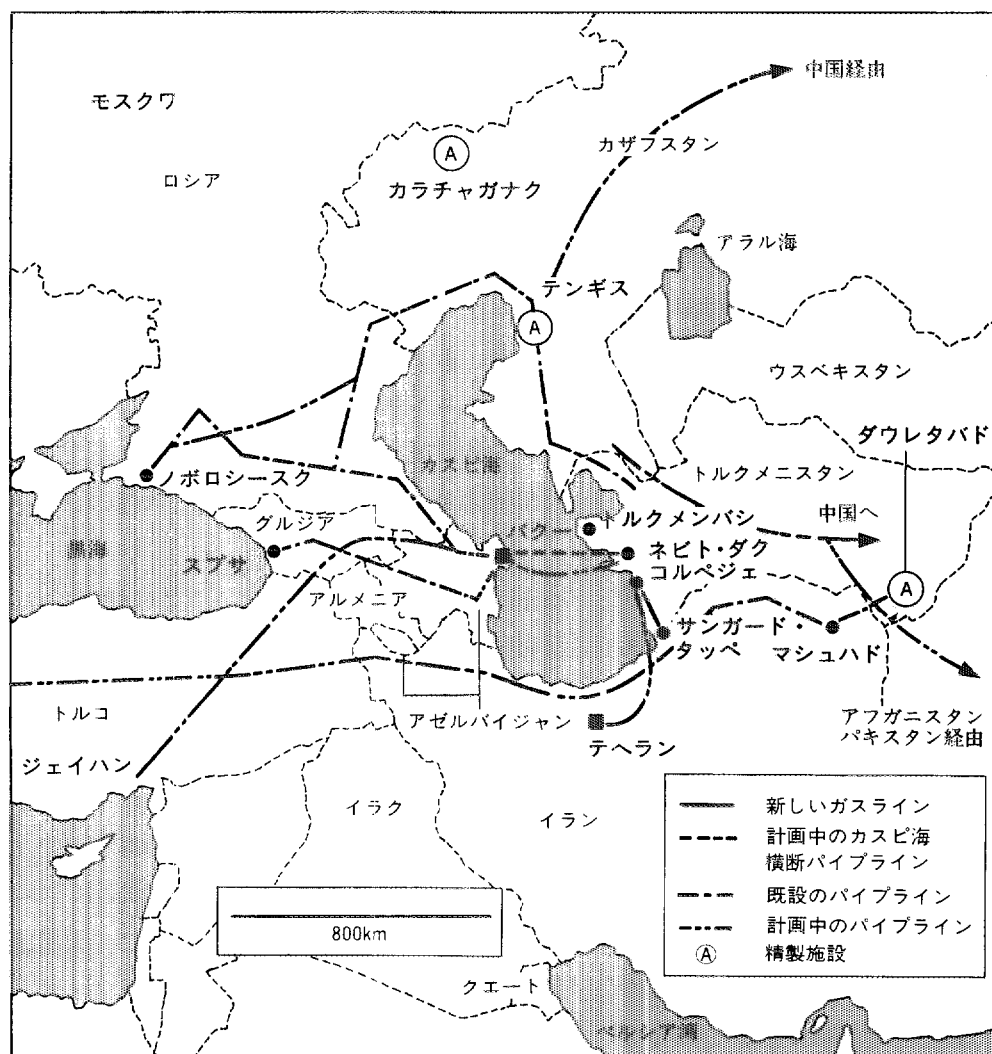 中国経由
モスクワ
カザフスタン
ロシア
カラチャガナク
A
アラル海
テンギス
A
ウスベキスタン
ダウレタバド
カスピ海
トルクメニスタン
ノボロシースク
グルジア
バクー
トルクメンバシ
中国へ
黒海
スプサ
ネビト・ダク
コルペジェ
アルメニア
A
サンガード・
タッペ
マシュハド
トルコ
アゼルバイジャン
テヘラン
アフガニスタン
パキスタン経由
ジェイハン
イラク
イラン
新しいガスライン
計画中のカスピ海
横断パイプライン
既設のパイプライン
計画中のパイプライン
A 精製施設
800km
クエート
ペルシア湾